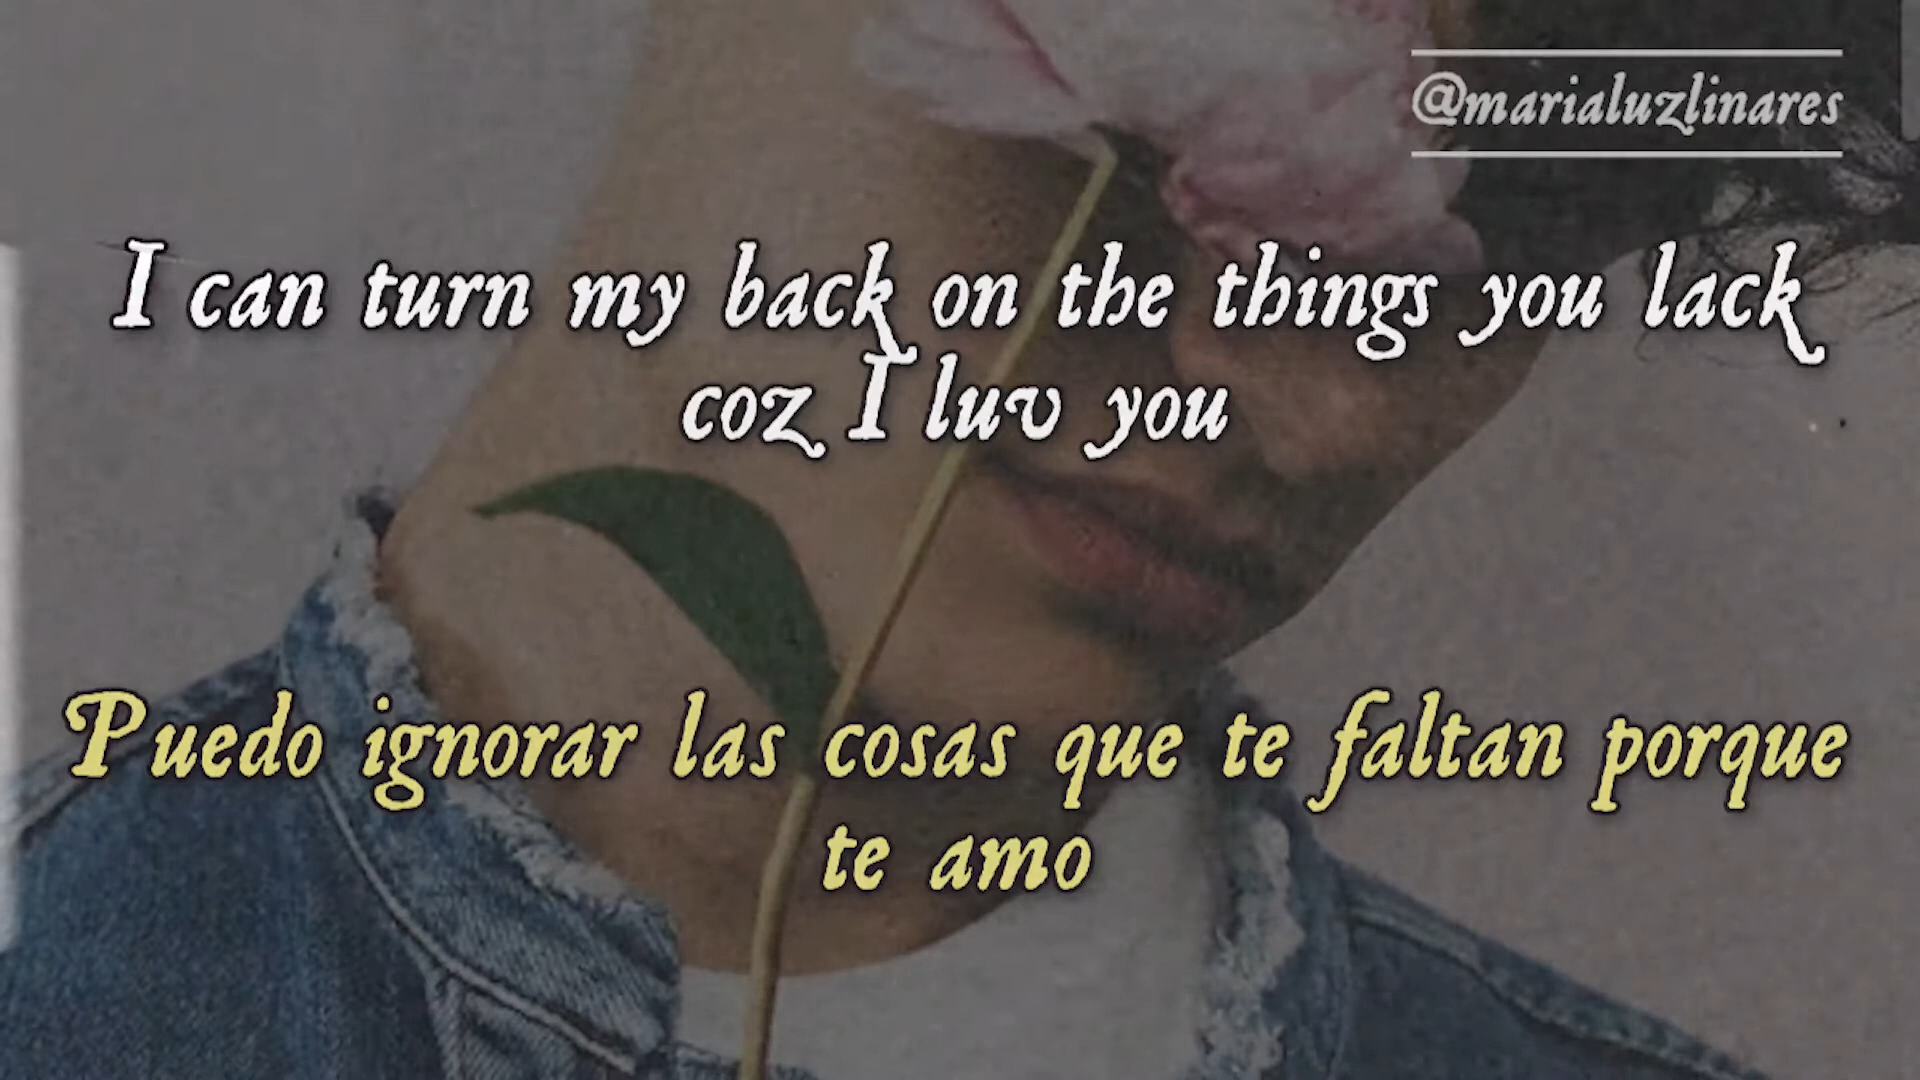 @marialuzlinares
I can turn my back on the things you lack
coz I luv you
Puedo ignorar las cosas que te faltan porque
te amo